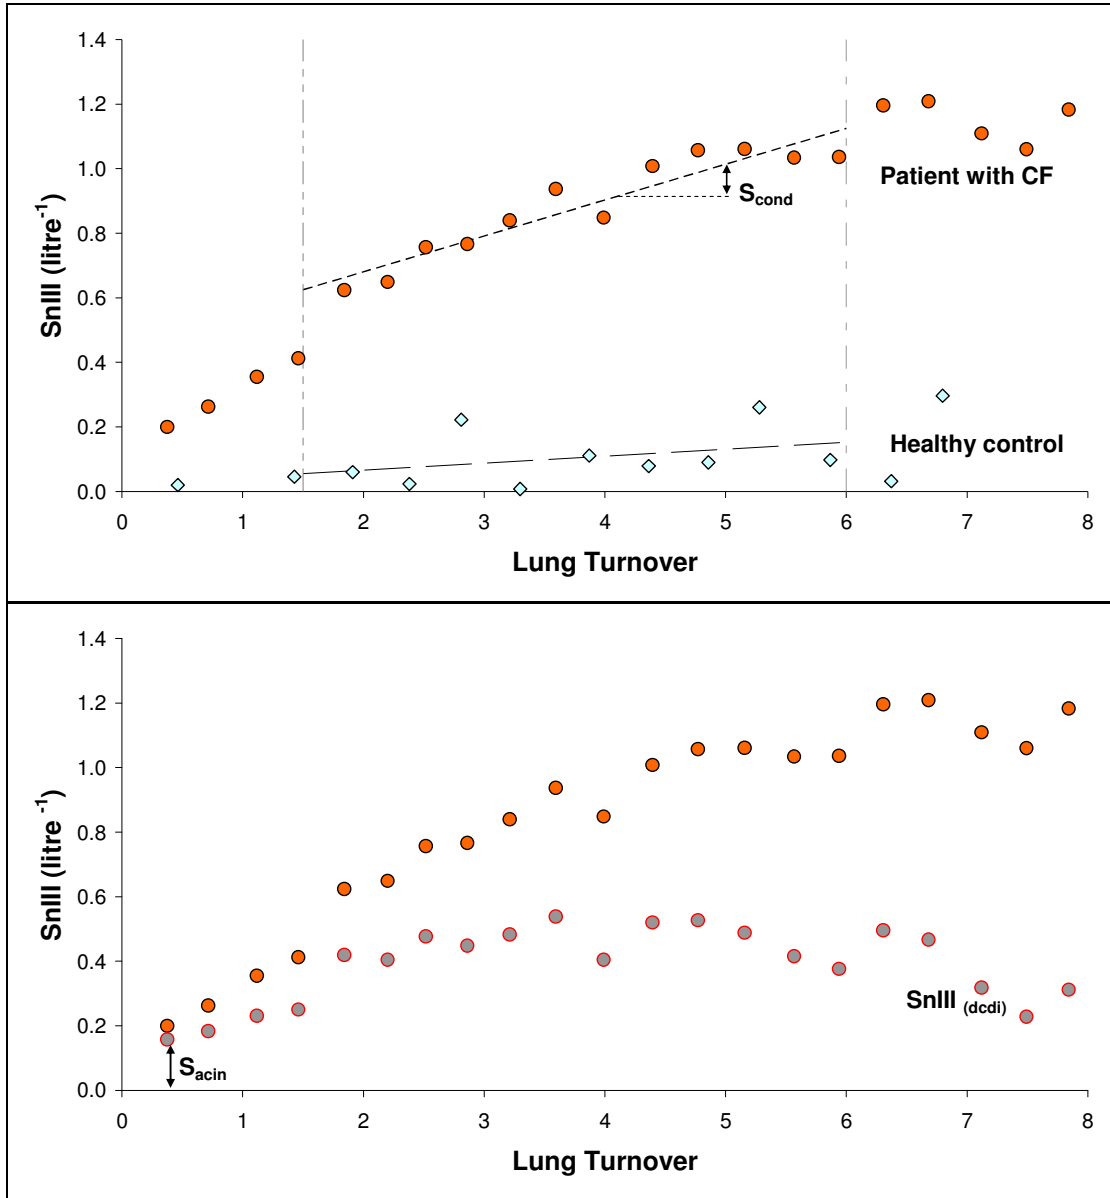 1.4
1.2
1.0
0.8
0.6
0.4
0.2
0.0
SnIII (litre⁻¹)
Patient with CF
S_cond
Healthy control
0 1 2 3 4 5 6 7 8
Lung Turnover
1.4
1.2
1.0
0.8
0.6
0.4
0.2
0.0
SnIII (litre ⁻¹)
SnIII (dcdi)
S_acin
0 1 2 3 4 5 6 7 8
Lung Turnover